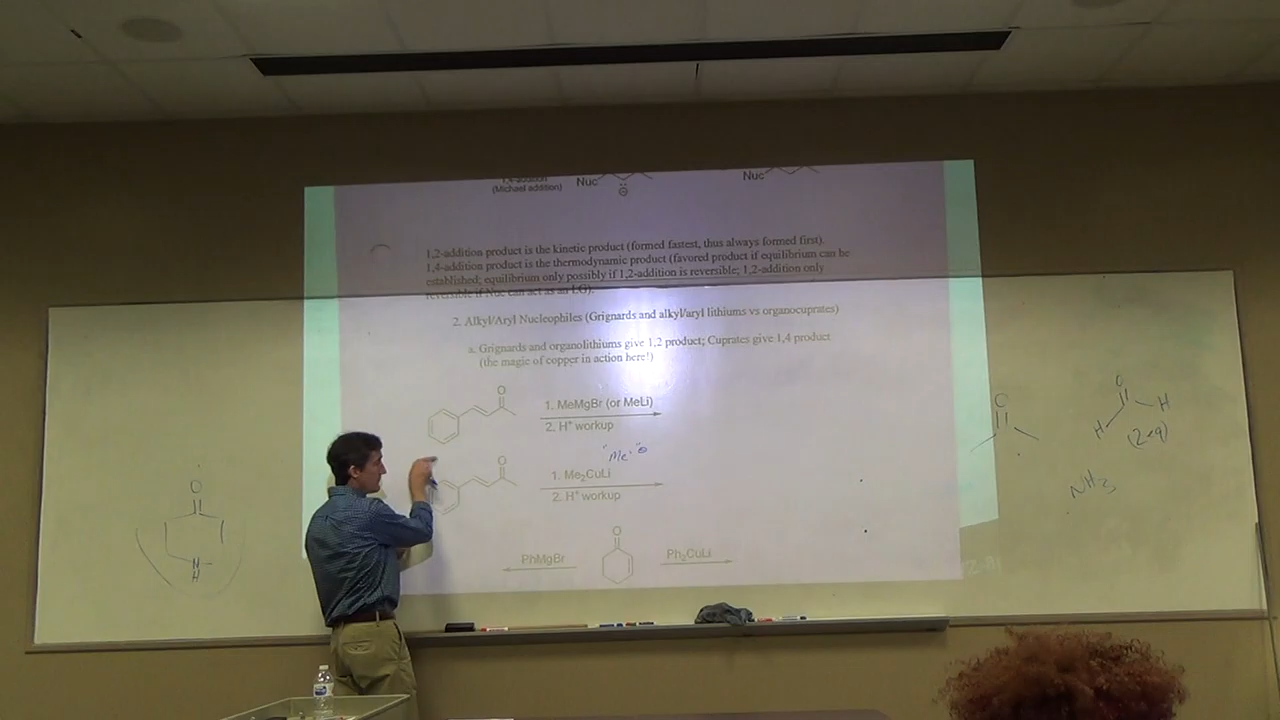 1,4-addition
(Michael addition)
Nuc
Nuc
1,2-addition product is the kinetic product (formed fastest, thus always formed first).
1,4-addition product is the thermodynamic product (favored product if equilibrium can be
established; equilibrium only possibly if 1,2-addition is reversible; 1,2-addition only
reversible if Nuc can act as an LG).
2. Alkyl/Aryl Nucleophiles (Grignards and alkyl/aryl lithiums vs organocuprates)
a. Grignards and organolithiums give 1,2 product; Cuprates give 1,4 product
(the magic of copper in action here!)
O
1. MeMgBr (or MeLi)
2. H+ workup
"Me"⊖
O
1. Me2CuLi
2. H+ workup
PhMgBr
O
Ph2CuLi
O
N
H
O
O
H
H
(2 eq)
NH3